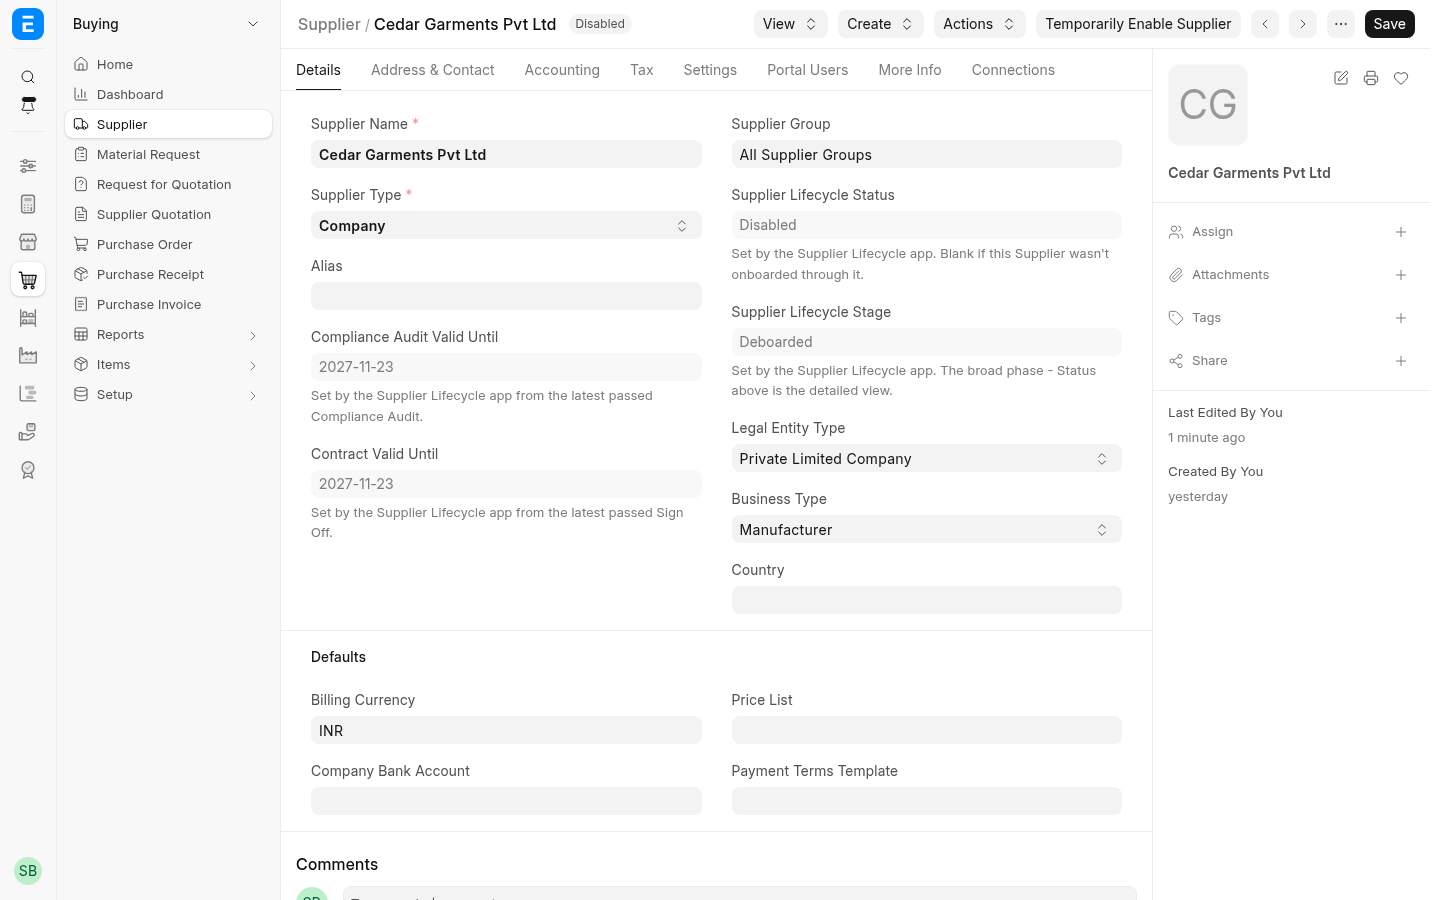 Buying
Home
Dashboard
Supplier
Material Request
Request for Quotation
Supplier Quotation
Purchase Order
Purchase Receipt
Purchase Invoice
Reports
Items
Setup
SB
Supplier / Cedar Garments Pvt Ltd Disabled
View Create Actions Temporarily Enable Supplier Save
Details Address & Contact Accounting Tax Settings Portal Users More Info Connections
Supplier Name *
Cedar Garments Pvt Ltd
Supplier Type *
Company
Alias
Compliance Audit Valid Until
2027-11-23
Set by the Supplier Lifecycle app from the latest passed
Compliance Audit.
Contract Valid Until
2027-11-23
Set by the Supplier Lifecycle app from the latest passed Sign
Off.
Supplier Group
All Supplier Groups
Supplier Lifecycle Status
Disabled
Set by the Supplier Lifecycle app. Blank if this Supplier wasn't
onboarded through it.
Supplier Lifecycle Stage
Deboarded
Set by the Supplier Lifecycle app. The broad phase - Status
above is the detailed view.
Legal Entity Type
Private Limited Company
Business Type
Manufacturer
Country
Defaults
Billing Currency
INR
Company Bank Account
Price List
Payment Terms Template
Comments
CG
Cedar Garments Pvt Ltd
Assign
Attachments
Tags
Share
Last Edited By You
1 minute ago
Created By You
yesterday